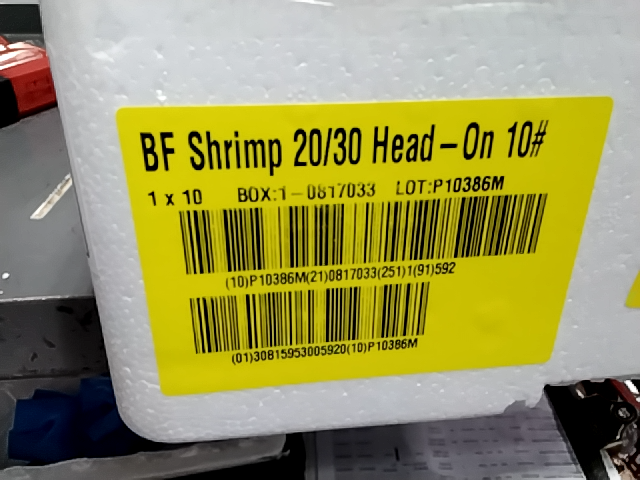 BF Shrimp 20/30 Head-On 10#
1 x 10 BOX:1-0817033 LOT:P10386M
(10)P10386M(21)0817033(251)1(91)592
(01)30815953005920(10)P10386M